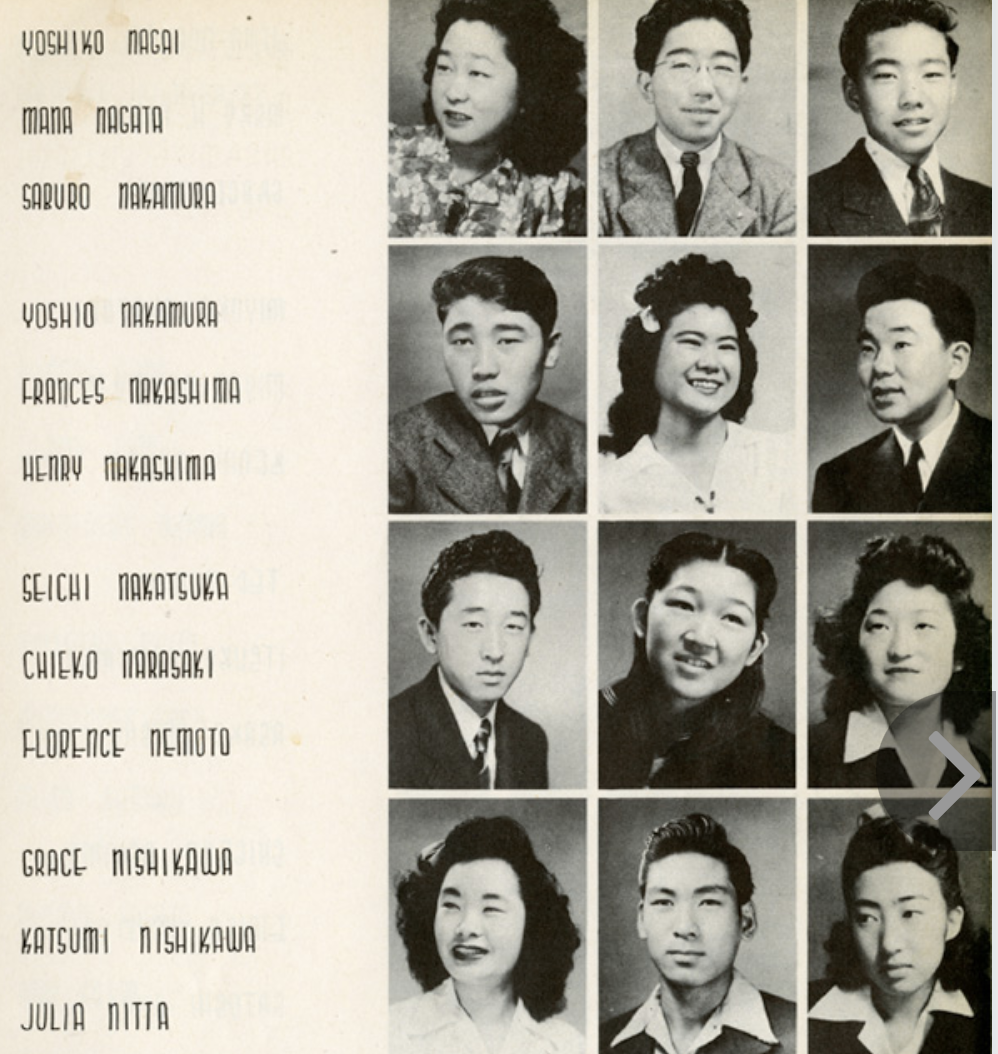 YOSHIKO NAGAI
MANA NAGATA
SABURO NAKAMURA
YOSHIO NAKAMURA
FRANCES NAKASHIMA
HENRY NAKASHIMA
SEICHI NAKATSUKA
CHIEKO NARASAKI
FLORENCE NEMOTO
GRACE NISHIKAWA
KATSUMI NISHIKAWA
JULIA NITTA